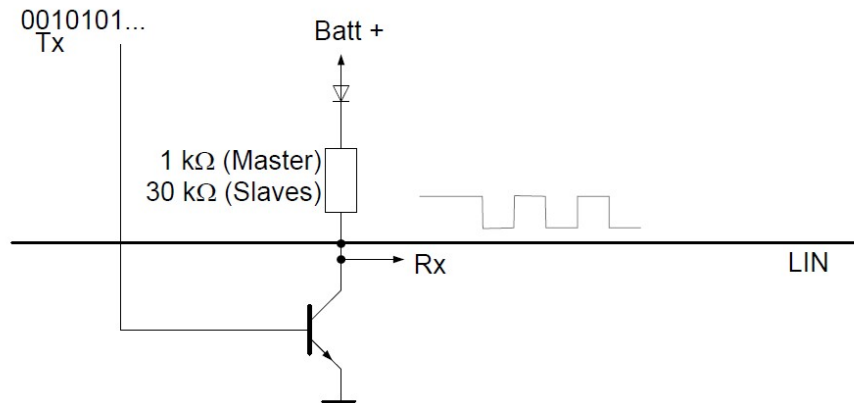 0010101...
Tx
Batt +
1 kΩ (Master)
30 kΩ (Slaves)
Rx
LIN